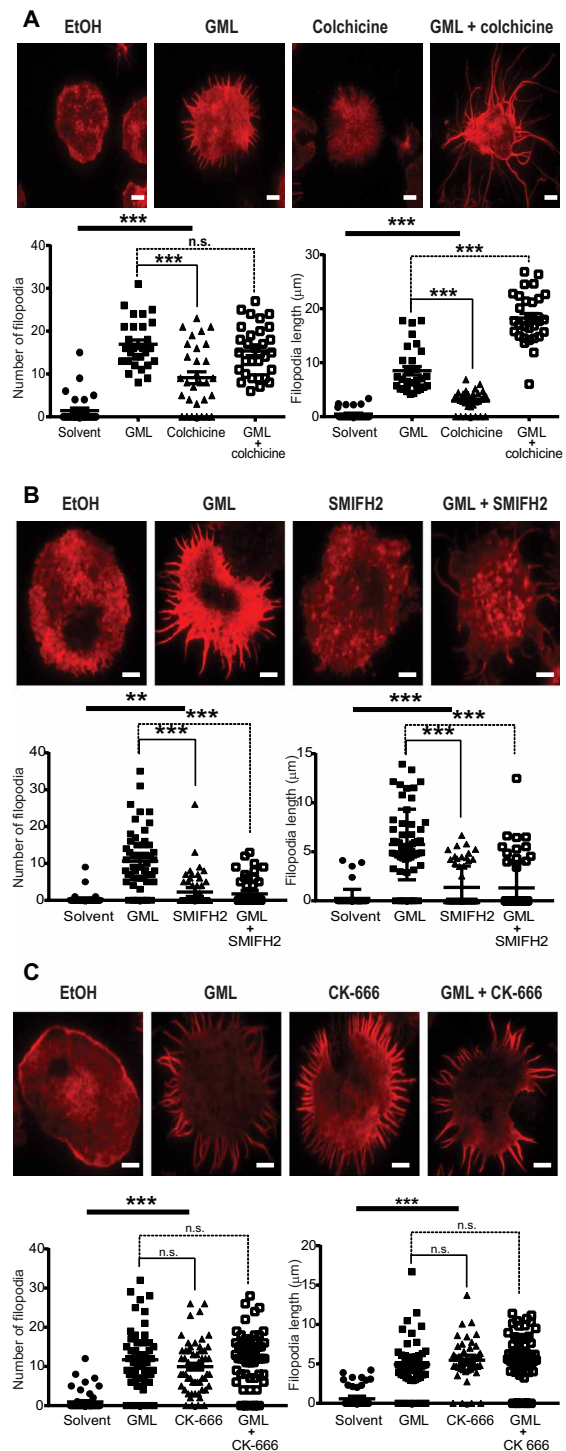 A
EtOH GML Colchicine GML + colchicine
*** ***
n.s. ***
*** ***
40 30 20 10 0
Number of filopodia
Solvent GML Colchicine GML + colchicine
30 20 10 0
Filopodia length (μm)
Solvent GML Colchicine GML + colchicine
B
EtOH GML SMIFH2 GML + SMIFH2
** ***
*** ***
*** ***
40 30 20 10 0
Number of filopodia
Solvent GML SMIFH2 GML + SMIFH2
15 10 5 0
Filopodia length (μm)
Solvent GML SMIFH2 GML + SMIFH2
C
EtOH GML CK-666 GML + CK-666
*** ***
n.s. n.s.
n.s. n.s.
40 30 20 10 0
Number of filopodia
Solvent GML CK-666 GML + CK-666
20 15 10 5 0
Filopodia length (μm)
Solvent GML CK-666 GML + CK 666